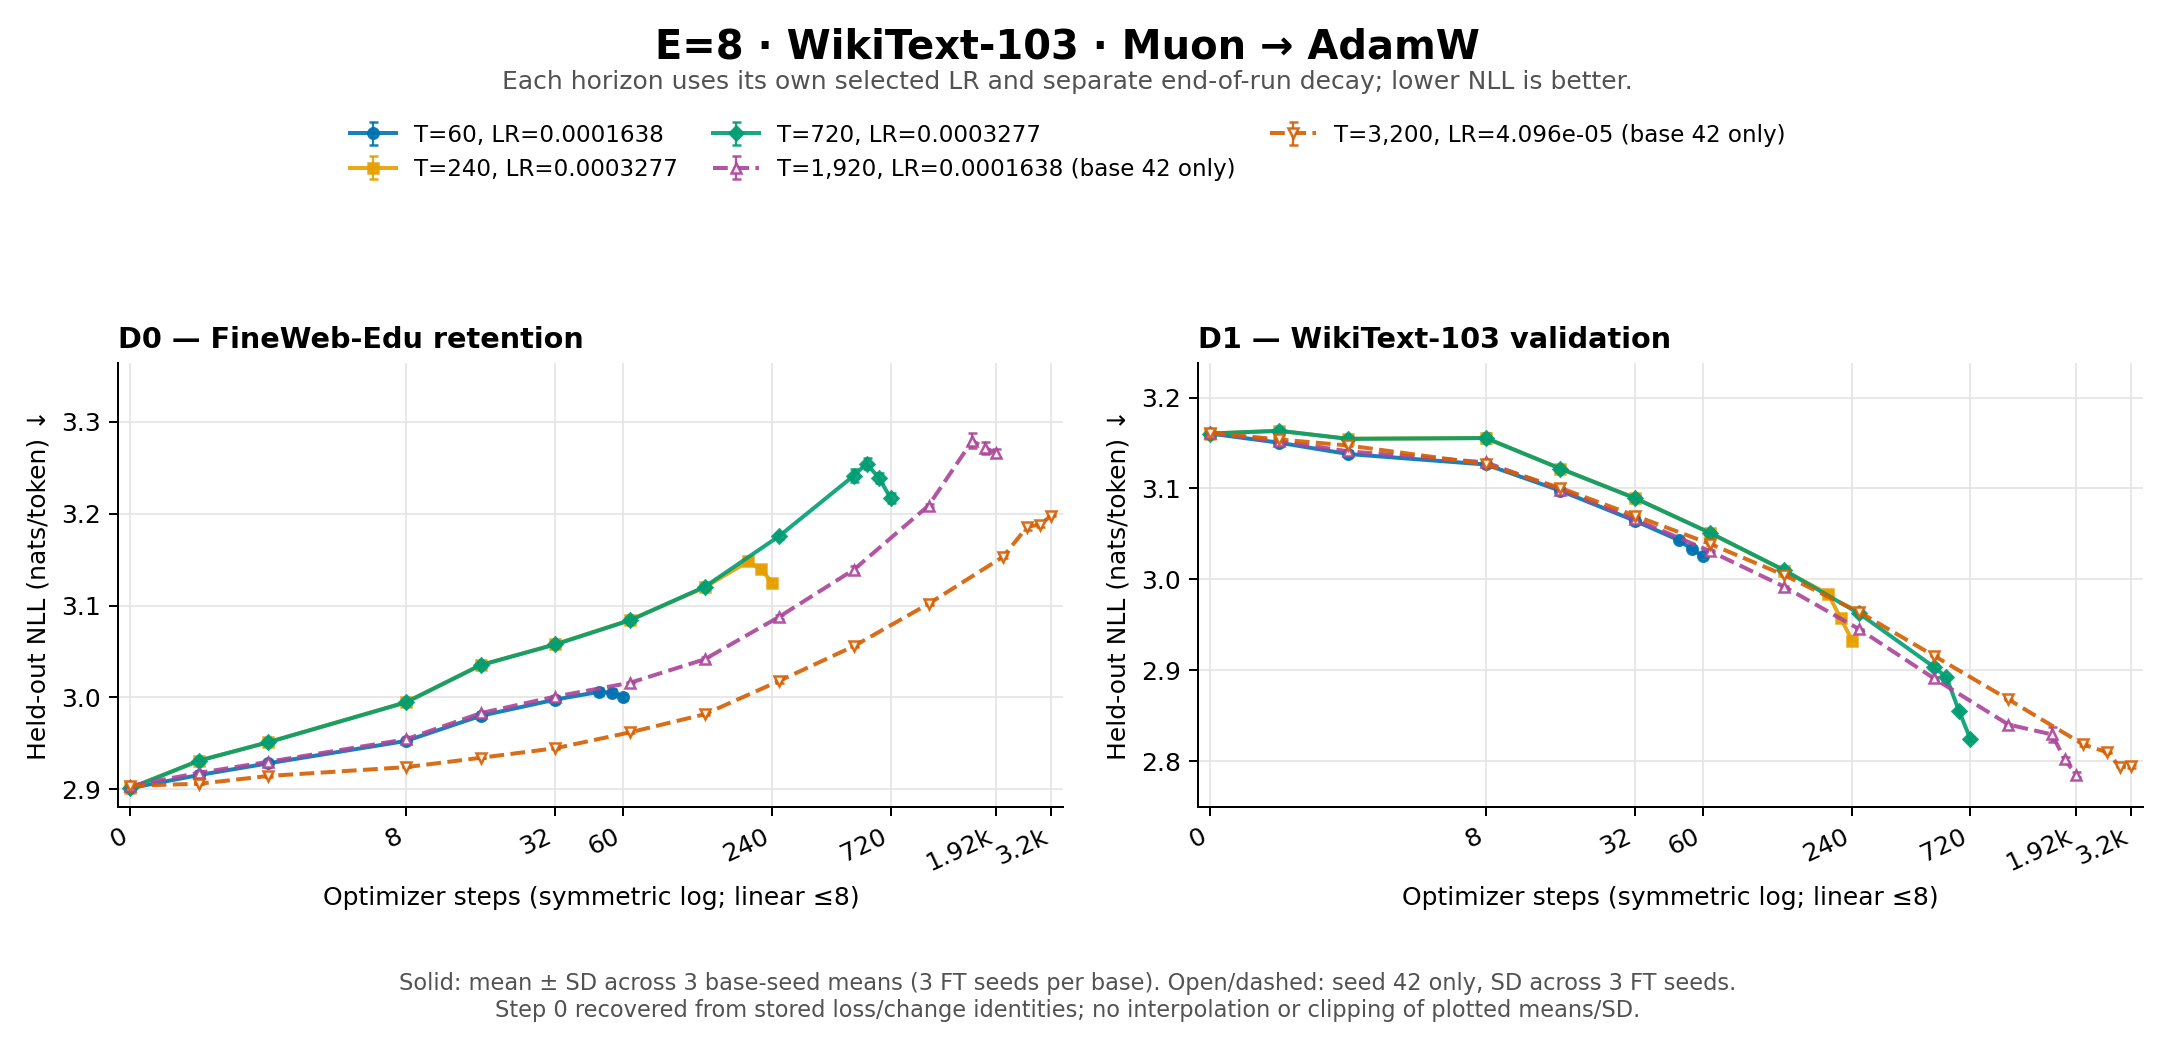 E=8 · WikiText-103 · Muon → AdamW
Each horizon uses its own selected LR and separate end-of-run decay; lower NLL is better.
T=60, LR=0.0001638
T=240, LR=0.0003277
T=720, LR=0.0003277
T=1,920, LR=0.0001638 (base 42 only)
T=3,200, LR=4.096e-05 (base 42 only)
D0 — FineWeb-Edu retention
Held-out NLL (nats/token) ↓
3.3
3.2
3.1
3.0
2.9
0
8
32
60
240
720
1.92k
3.2k
Optimizer steps (symmetric log; linear ≤8)
D1 — WikiText-103 validation
Held-out NLL (nats/token) ↓
3.2
3.1
3.0
2.9
2.8
0
8
32
60
240
720
1.92k
3.2k
Optimizer steps (symmetric log; linear ≤8)
Solid: mean ± SD across 3 base-seed means (3 FT seeds per base). Open/dashed: seed 42 only, SD across 3 FT seeds.
Step 0 recovered from stored loss/change identities; no interpolation or clipping of plotted means/SD.